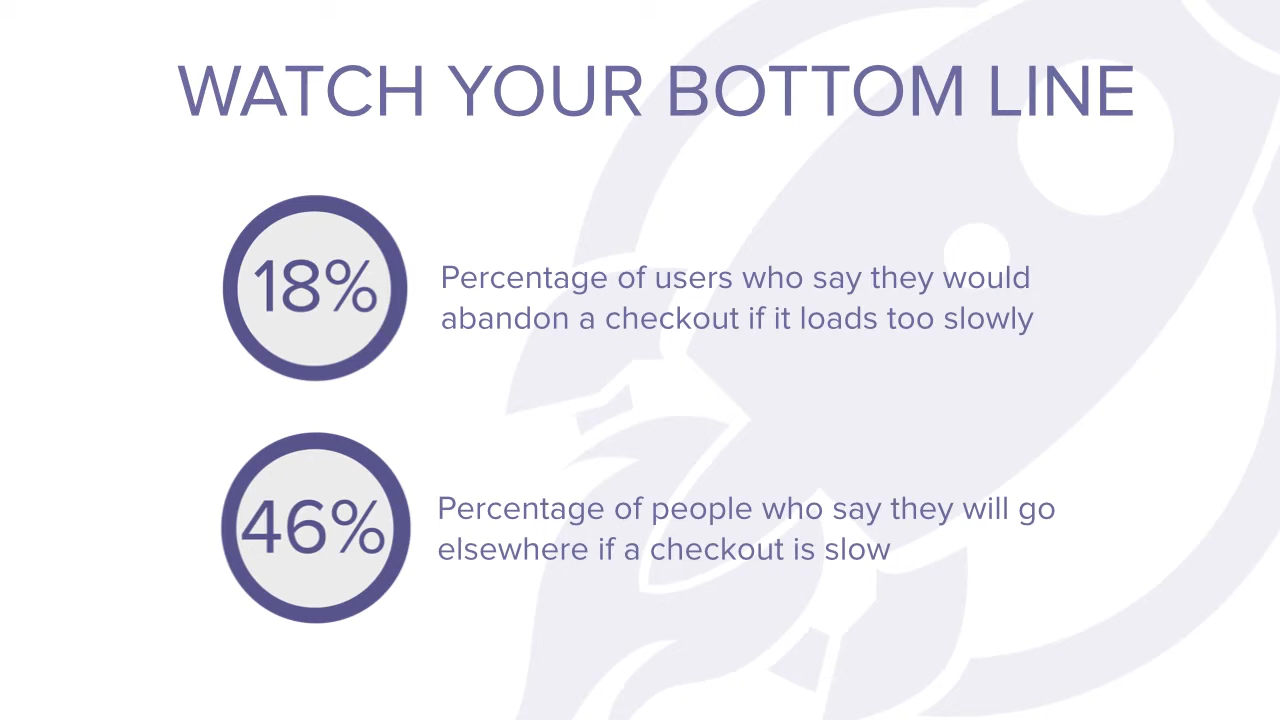 WATCH YOUR BOTTOM LINE
18%
Percentage of users who say they would
abandon a checkout if it loads too slowly
46%
Percentage of people who say they will go
elsewhere if a checkout is slow